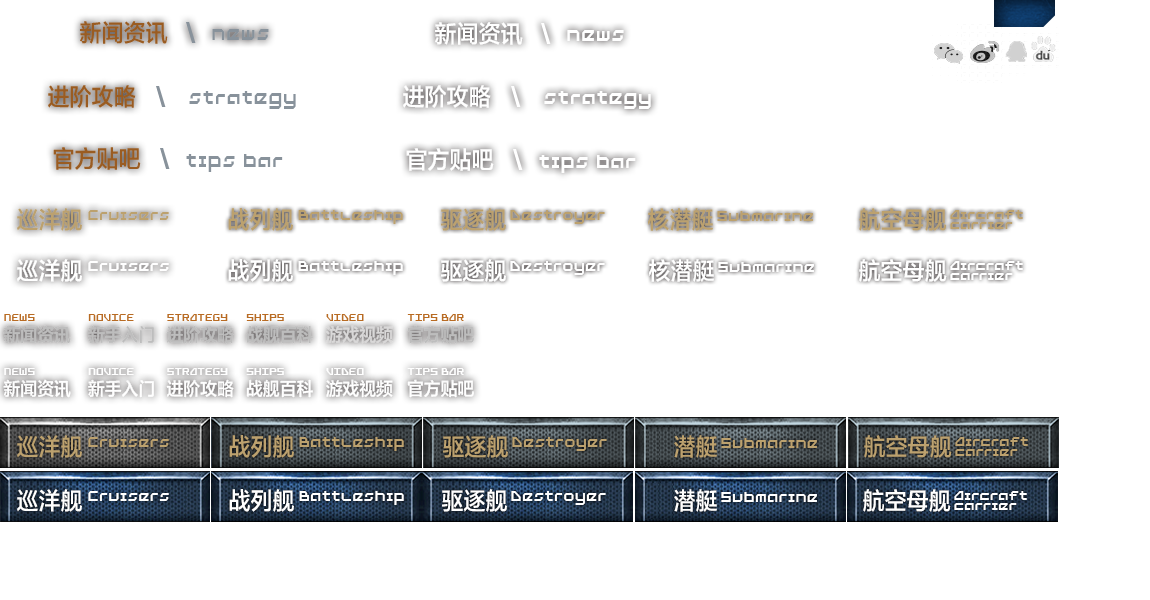 新闻资讯 \ news 新闻资讯 \ news
du
进阶攻略 \ strategy 进阶攻略 \ strategy
官方贴吧 \ tips bar 官方贴吧 \ tips bar
巡洋舰 Cruisers 战列舰 Battleship 驱逐舰 Destroyer 核潜艇 Submarine 航空母舰 Aircraft carrier
巡洋舰 Cruisers 战列舰 Battleship 驱逐舰 Destroyer 核潜艇 Submarine 航空母舰 Aircraft carrier
NEWS NOVICE STRATEGY SHIPS VIDEO TIPS BAR
新闻资讯 新手入门 进阶攻略 战舰百科 游戏视频 官方贴吧
NEWS NOVICE STRATEGY SHIPS VIDEO TIPS BAR
新闻资讯 新手入门 进阶攻略 战舰百科 游戏视频 官方贴吧
巡洋舰 Cruisers 战列舰 Battleship 驱逐舰 Destroyer 潜艇 Submarine 航空母舰 Aircraft carrier
巡洋舰 Cruisers 战列舰 Battleship 驱逐舰 Destroyer 潜艇 Submarine 航空母舰 Aircraft carrier